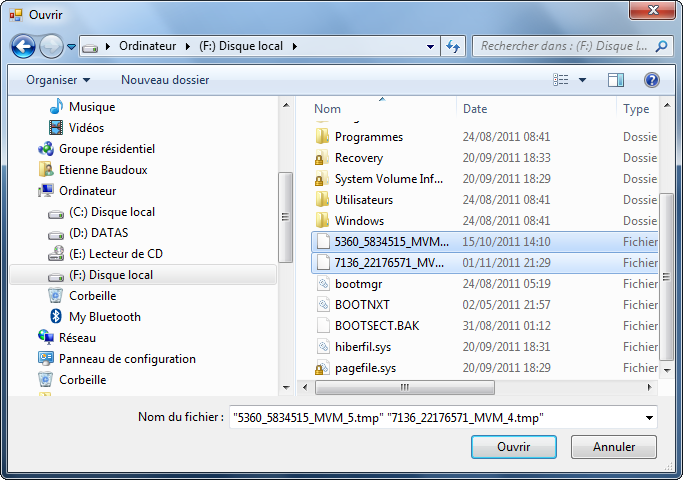 Ouvrir
Ordinateur (F:) Disque local
Rechercher dans : (F:) Disque l...
Organiser Nouveau dossier
Musique
Vidéos
Groupe résidentiel
Etienne Baudoux
Ordinateur
(C:) Disque local
(D:) DATAS
(E:) Lecteur de CD
(F:) Disque local
Corbeille
My Bluetooth
Réseau
Panneau de configuration
Corbeille
Nom Date Type
Programmes 24/08/2011 08:41 Dossie
Recovery 20/09/2011 18:33 Dossie
System Volume Inf... 20/09/2011 18:29 Dossie
Utilisateurs 24/08/2011 08:41 Dossie
Windows 24/08/2011 08:41 Dossie
5360_5834515_MVM... 15/10/2011 14:10 Fichier
7136_22176571_MV... 01/11/2011 21:29 Fichier
bootmgr 24/08/2011 05:19 Fichier
BOOTNXT 02/05/2011 21:57 Fichier
BOOTSECT.BAK 31/08/2011 01:12 Fichier
hiberfil.sys 20/09/2011 18:31 Fichier
pagefile.sys 20/09/2011 18:29 Fichier
Nom du fichier : "5360_5834515_MVM_5.tmp" "7136_22176571_MVM_4.tmp"
Ouvrir Annuler